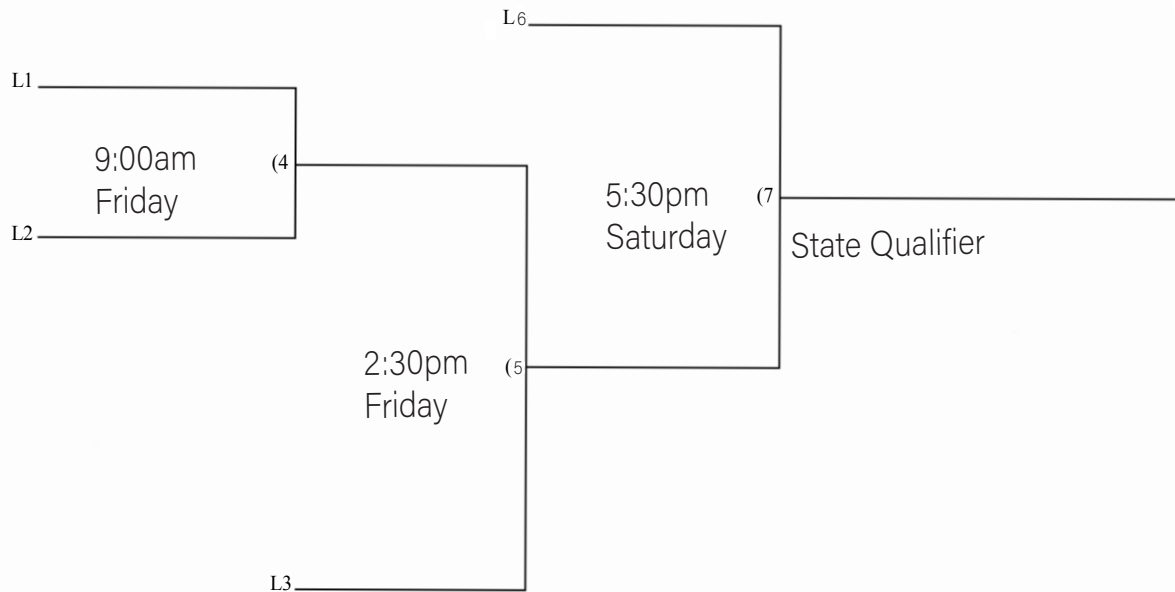 L6
L1
9:00am
Friday
(4
L2
5:30pm
Saturday
(7
State Qualifier
2:30pm
Friday
(5
L3